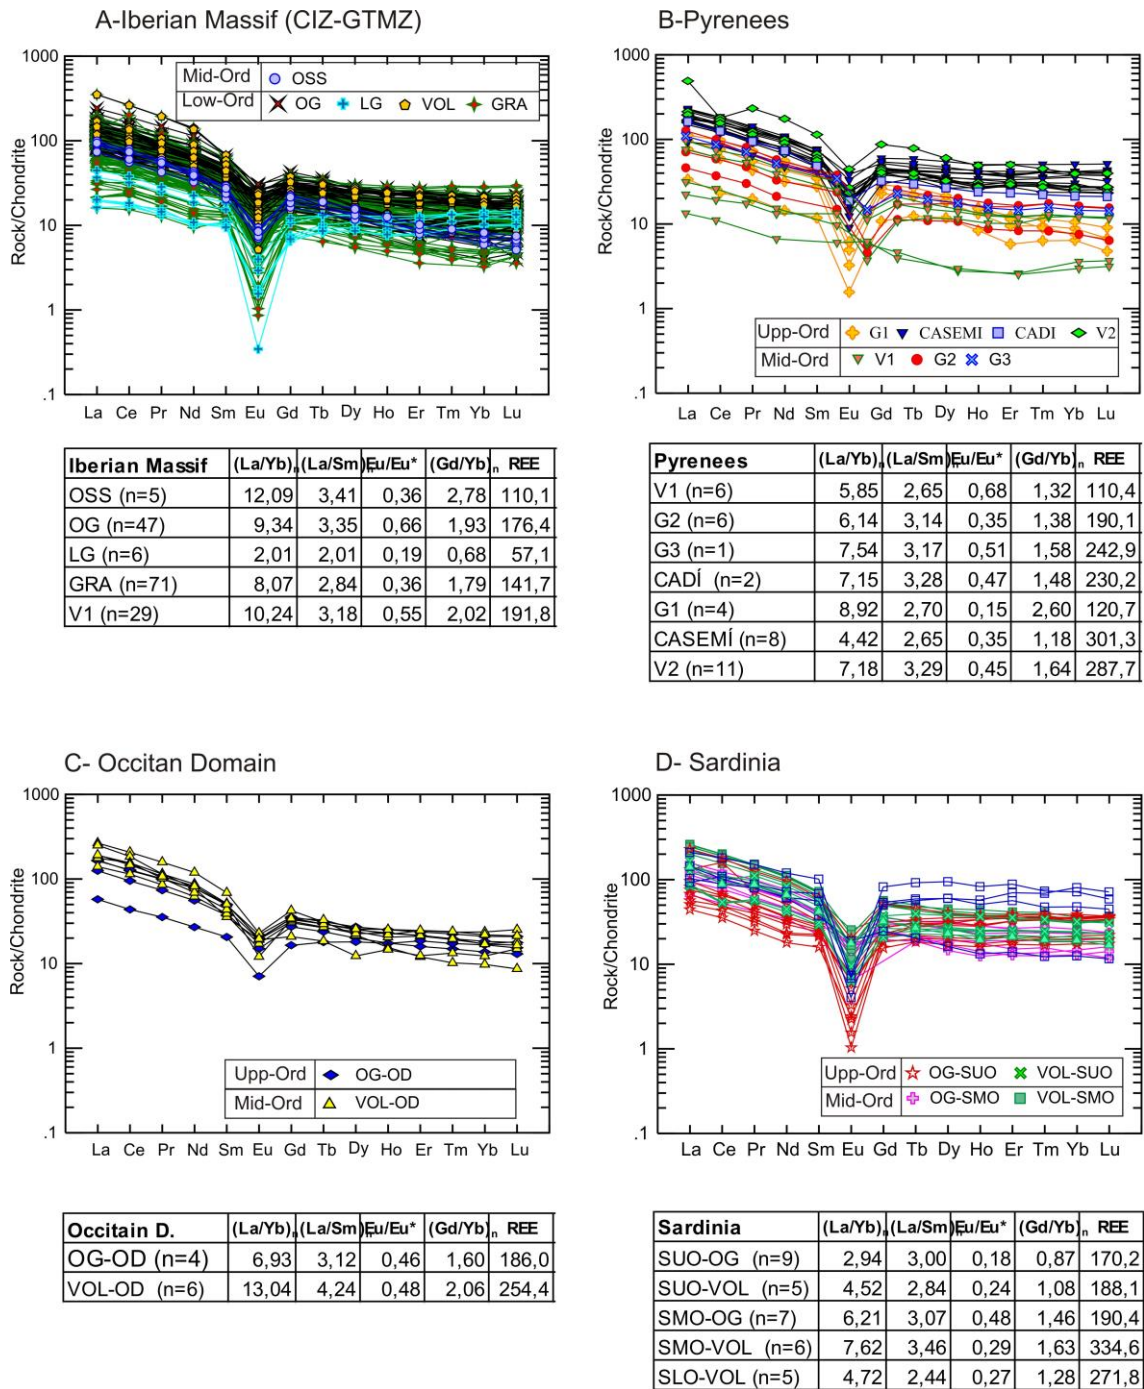 A-Iberian Massif (CIZ-GTMZ)
1000
100
10
1
.1
Rock/Chondrite
Mid-Ord OSS
Low-Ord OG LG VOL GRA
La Ce Pr Nd Sm Eu Gd Tb Dy Ho Er Tm Yb Lu
Iberian Massif (La/Yb)n (La/Sm)n Eu/Eu* (Gd/Yb)n REE
OSS (n=5) 12,09 3,41 0,36 2,78 110,1
OG (n=47) 9,34 3,35 0,66 1,93 176,4
LG (n=6) 2,01 2,01 0,19 0,68 57,1
GRA (n=71) 8,07 2,84 0,36 1,79 141,7
V1 (n=29) 10,24 3,18 0,55 2,02 191,8
B-Pyrenees
1000
100
10
1
.1
Rock/Chondrite
Upp-Ord G1 CASEMI CADI V2
Mid-Ord V1 G2 G3
La Ce Pr Nd Sm Eu Gd Tb Dy Ho Er Tm Yb Lu
Pyrenees (La/Yb)n (La/Sm)n Eu/Eu* (Gd/Yb)n REE
V1 (n=6) 5,85 2,65 0,68 1,32 110,4
G2 (n=6) 6,14 3,14 0,35 1,38 190,1
G3 (n=1) 7,54 3,17 0,51 1,58 242,9
CADÍ (n=2) 7,15 3,28 0,47 1,48 230,2
G1 (n=4) 8,92 2,70 0,15 2,60 120,7
CASEMÍ (n=8) 4,42 2,65 0,35 1,18 301,3
V2 (n=11) 7,18 3,29 0,45 1,64 287,7
C- Occitan Domain
1000
100
10
1
.1
Rock/Chondrite
Upp-Ord OG-OD
Mid-Ord VOL-OD
La Ce Pr Nd Sm Eu Gd Tb Dy Ho Er Tm Yb Lu
Occitain D. (La/Yb)n (La/Sm)n Eu/Eu* (Gd/Yb)n REE
OG-OD (n=4) 6,93 3,12 0,46 1,60 186,0
VOL-OD (n=6) 13,04 4,24 0,48 2,06 254,4
D- Sardinia
1000
100
10
1
.1
Rock/Chondrite
Upp-Ord OG-SUO VOL-SUO
Mid-Ord OG-SMO VOL-SMO
La Ce Pr Nd Sm Eu Gd Tb Dy Ho Er Tm Yb Lu
Sardinia (La/Yb)n (La/Sm)n Eu/Eu* (Gd/Yb)n REE
SUO-OG (n=9) 2,94 3,00 0,18 0,87 170,2
SUO-VOL (n=5) 4,52 2,84 0,24 1,08 188,1
SMO-OG (n=7) 6,21 3,07 0,48 1,46 190,4
SMO-VOL (n=6) 7,62 3,46 0,29 1,63 334,6
SLO-VOL (n=5) 4,72 2,44 0,27 1,28 271,8